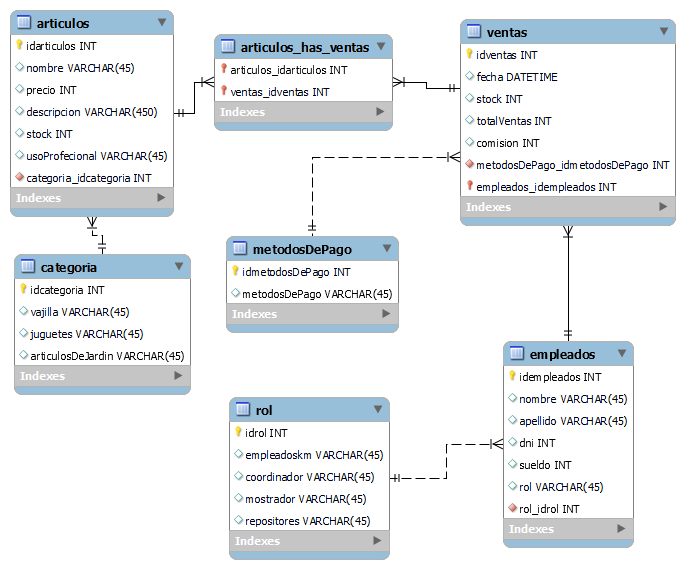 articulos
idarticulos INT
nombre VARCHAR(45)
precio INT
descripcion VARCHAR(450)
stock INT
usoProfecional VARCHAR(45)
categoria_idcategoria INT
Indexes
articulos_has_ventas
articulos_idarticulos INT
ventas_idventas INT
Indexes
ventas
idventas INT
fecha DATETIME
stock INT
totalVentas INT
comision INT
metodosDePago_idmetodosDePago INT
empleados_idempleados INT
Indexes
categoria
idcategoria INT
vajilla VARCHAR(45)
juguetes VARCHAR(45)
articulosDeJardin VARCHAR(45)
Indexes
metodosDePago
idmetodosDePago INT
metodosDePago VARCHAR(45)
Indexes
rol
idrol INT
empleadoskm VARCHAR(45)
coordinador VARCHAR(45)
mostrador VARCHAR(45)
repositores VARCHAR(45)
Indexes
empleados
idempleados INT
nombre VARCHAR(45)
apellido VARCHAR(45)
dni INT
sueldo INT
rol VARCHAR(45)
rol_idrol INT
Indexes